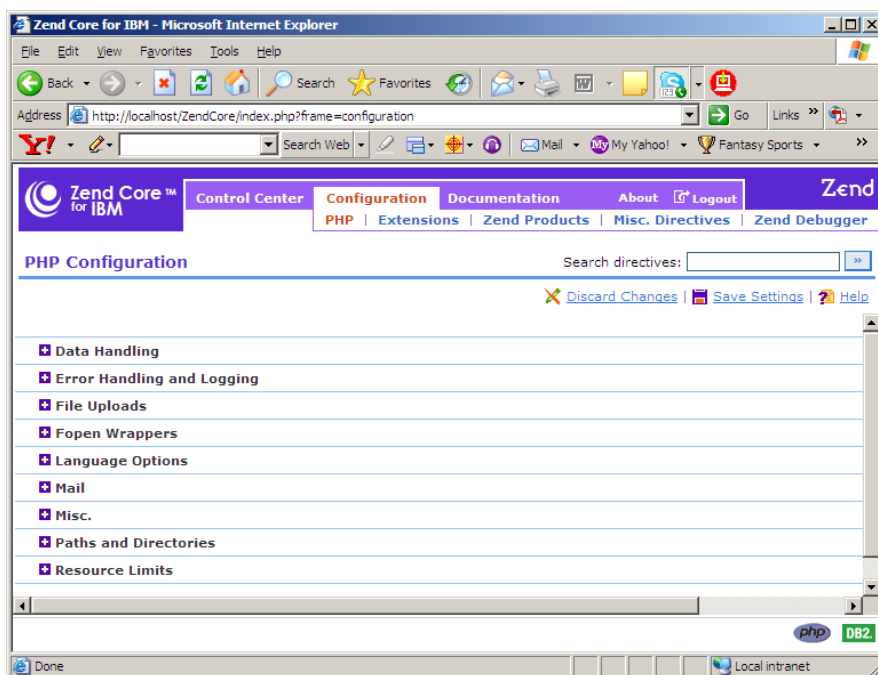 Zend Core for IBM - Microsoft Internet Explorer
File Edit View Favorites Tools Help
Back Search Favorites
Address http://localhost/ZendCore/index.php?frame=configuration Go Links »
Y! Search Web Mail My My Yahoo! Fantasy Sports »
Zend Core ™ for IBM
Control Center Configuration Documentation About Logout Zend
PHP | Extensions | Zend Products | Misc. Directives | Zend Debugger
PHP Configuration Search directives: »
Discard Changes | Save Settings | Help
Data Handling
Error Handling and Logging
File Uploads
Fopen Wrappers
Language Options
Mail
Misc.
Paths and Directories
Resource Limits
php DB2.
Done Local intranet